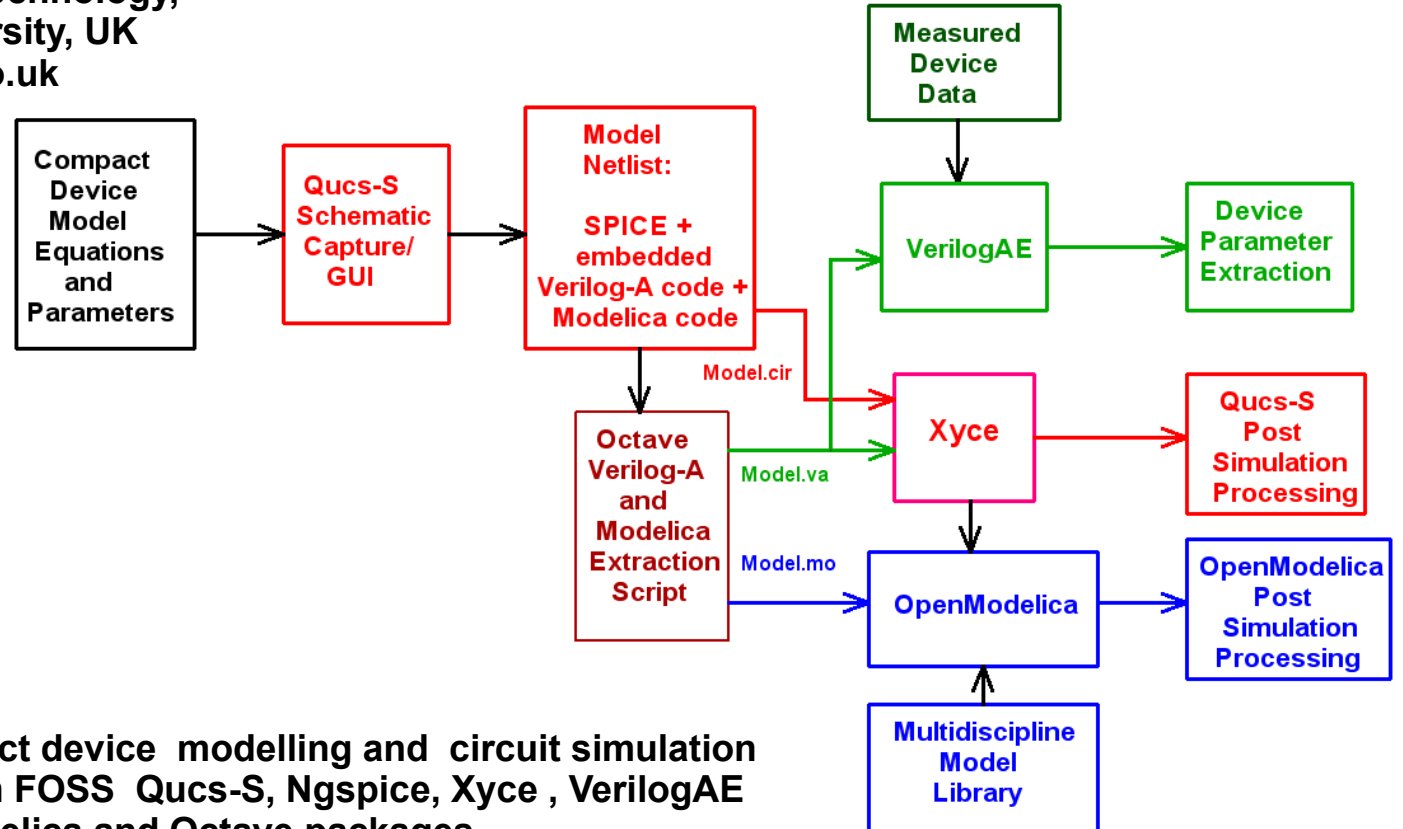 rsity, UK
o.uk
Compact
Device
Model
Equations
and
Parameters
Qucs-S
Schematic
Capture/
GUI
Model
Netlist:
SPICE +
embedded
Verilog-A code +
Modelica code
Measured
Device
Data
VerilogAE
Device
Parameter
Extraction
Model.cir
Xyce
Qucs-S
Post
Simulation
Processing
Octave
Verilog-A
and
Modelica
Extraction
Script
Model.va
Model.mo
OpenModelica
OpenModelica
Post
Simulation
Processing
Multidiscipline
Model
Library
ct device modelling and circuit simulation
FOSS Qucs-S, Ngspice, Xyce , VerilogAE
and Octave packages